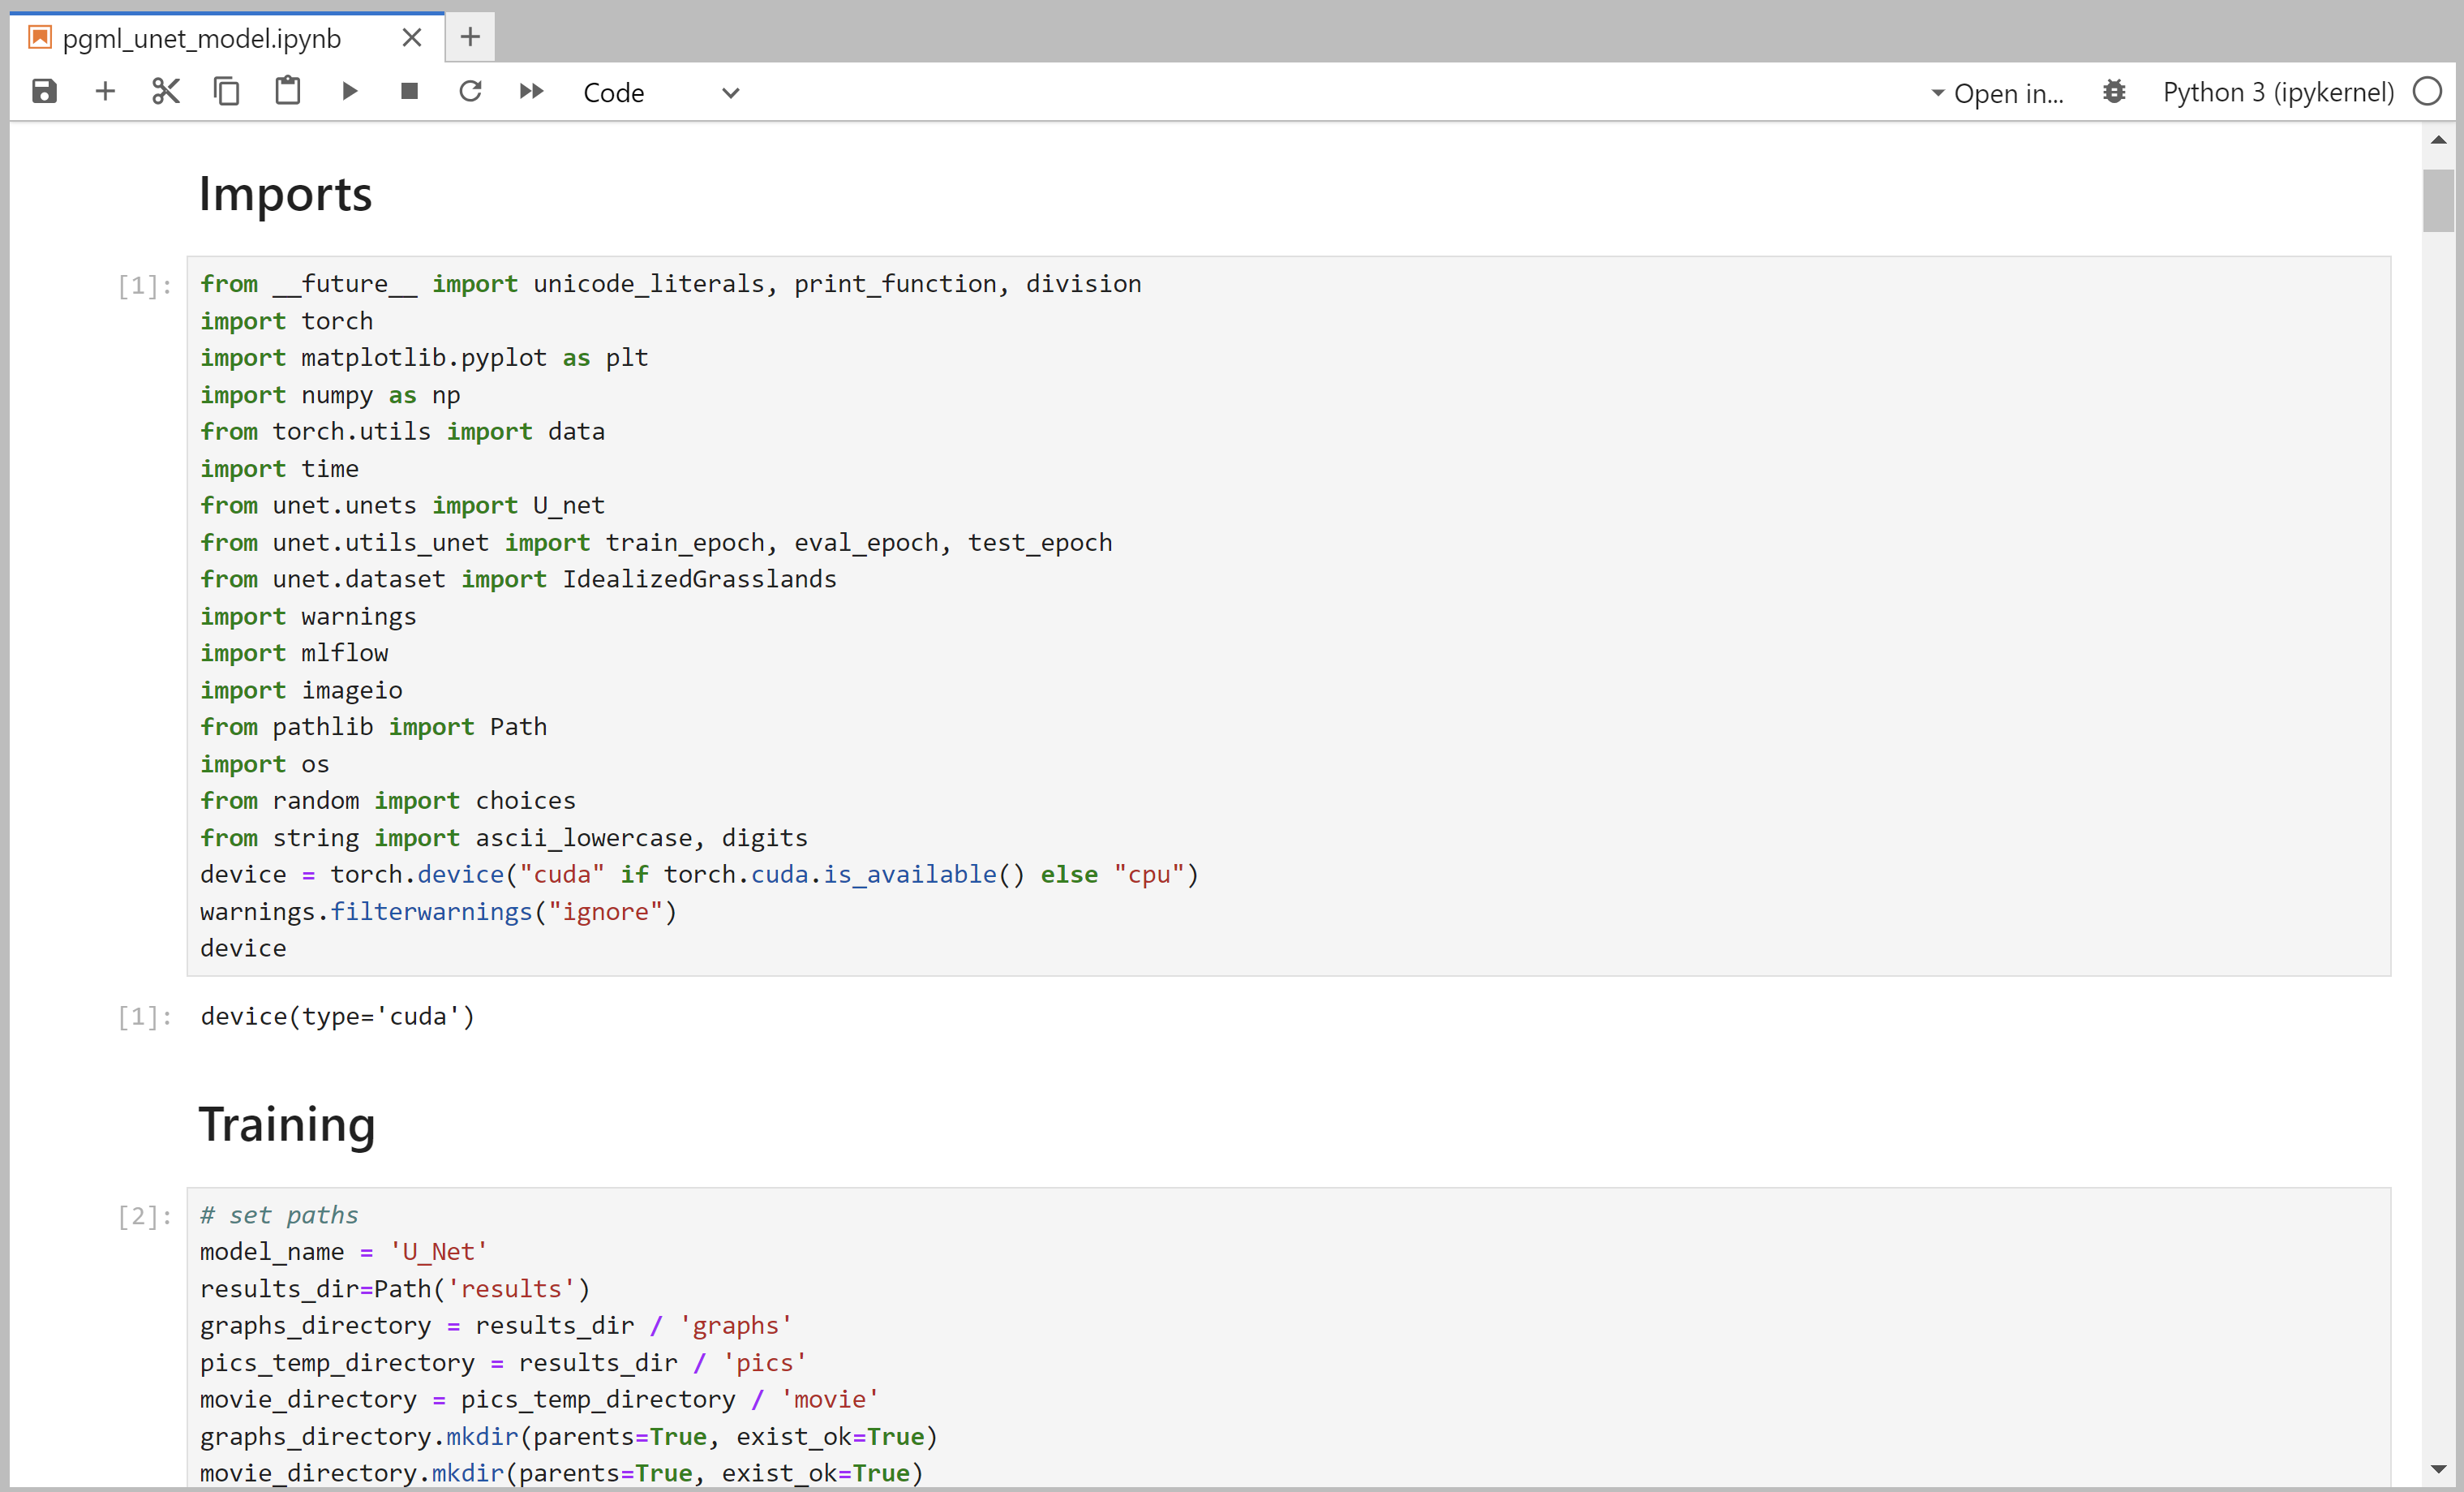 pgml_unet_model.ipynb
Code
Open in...
Python 3 (ipykernel)
Imports
[1]:
from __future__ import unicode_literals, print_function, division
import torch
import matplotlib.pyplot as plt
import numpy as np
from torch.utils import data
import time
from unet.unets import U_net
from unet.utils_unet import train_epoch, eval_epoch, test_epoch
from unet.dataset import IdealizedGrasslands
import warnings
import mlflow
import imageio
from pathlib import Path
import os
from random import choices
from string import ascii_lowercase, digits
device = torch.device("cuda" if torch.cuda.is_available() else "cpu")
warnings.filterwarnings("ignore")
device
[1]: device(type='cuda')
Training
[2]:
# set paths
model_name = 'U_Net'
results_dir=Path('results')
graphs_directory = results_dir / 'graphs'
pics_temp_directory = results_dir / 'pics'
movie_directory = pics_temp_directory / 'movie'
graphs_directory.mkdir(parents=True, exist_ok=True)
movie_directory.mkdir(parents=True, exist_ok=True)